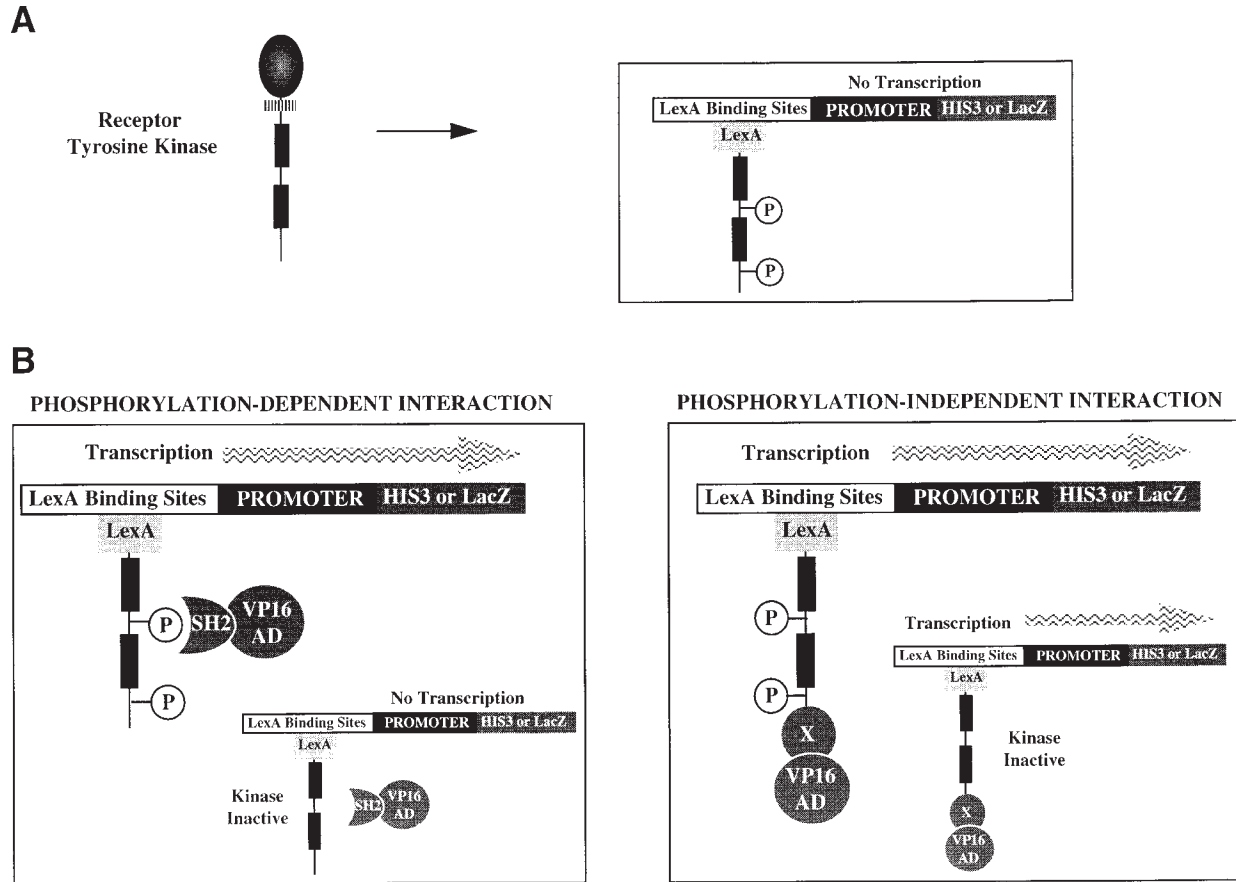 A
Receptor
Tyrosine Kinase
No Transcription
LexA Binding Sites PROMOTER HIS3 or LacZ
LexA
P
P
B
PHOSPHORYLATION-DEPENDENT INTERACTION
Transcription
LexA Binding Sites PROMOTER HIS3 or LacZ
LexA
P SH2 VP16
AD
P
No Transcription
LexA Binding Sites PROMOTER HIS3 or LacZ
LexA
Kinase
Inactive
SH2 VP16
AD
PHOSPHORYLATION-INDEPENDENT INTERACTION
Transcription
LexA Binding Sites PROMOTER HIS3 or LacZ
LexA
P
P
X
VP16
AD
Transcription
LexA Binding Sites PROMOTER HIS3 or LacZ
LexA
Kinase
Inactive
X
VP16
AD